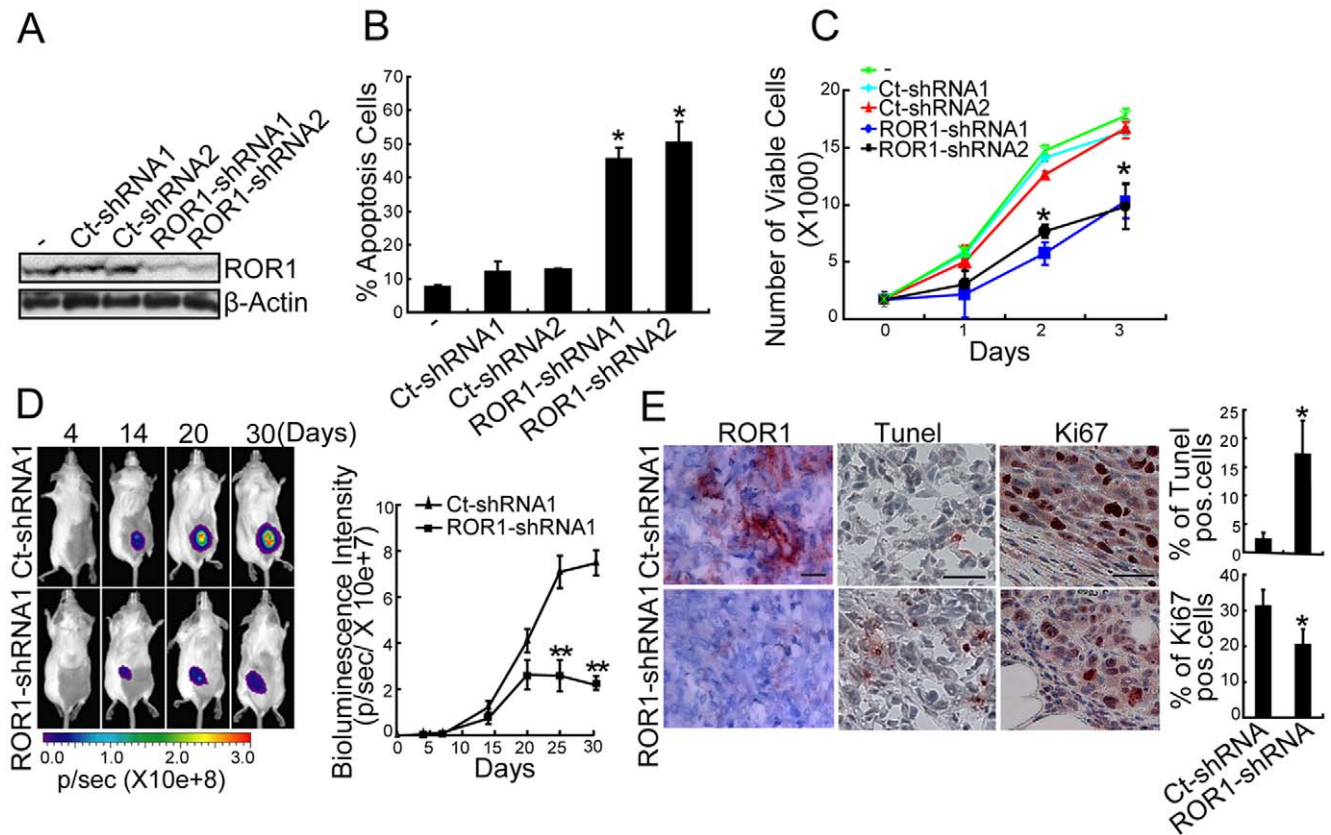 A
-
Ct-shRNA1
Ct-shRNA2
ROR1-shRNA1
ROR1-shRNA2
ROR1
β-Actin
B
% Apoptosis Cells
70
60
50
40
30
20
10
0
*
*
-
Ct-shRNA1
Ct-shRNA2
ROR1-shRNA1
ROR1-shRNA2
C
Number of Viable Cells
(X1000)
20
15
10
5
0
-
Ct-shRNA1
Ct-shRNA2
ROR1-shRNA1
ROR1-shRNA2
*
*
0 1 2 3
Days
D
4 14 20 30(Days)
Ct-shRNA1
ROR1-shRNA1
0.0 1.0 2.0 3.0
p/sec (X10e+8)
Bioluminescence Intensity
(p/sec/ X 10e+7)
10
8
6
4
2
0
Ct-shRNA1
ROR1-shRNA1
**
**
0 5 10 15 20 25 30
Days
E
ROR1 Tunel Ki67
Ct-shRNA1
ROR1-shRNA1
% of Tunel
pos.cells
25
20
15
10
5
0
*
% of Ki67
pos.cells
40
30
20
10
0
*
Ct-shRNA
ROR1-shRNA